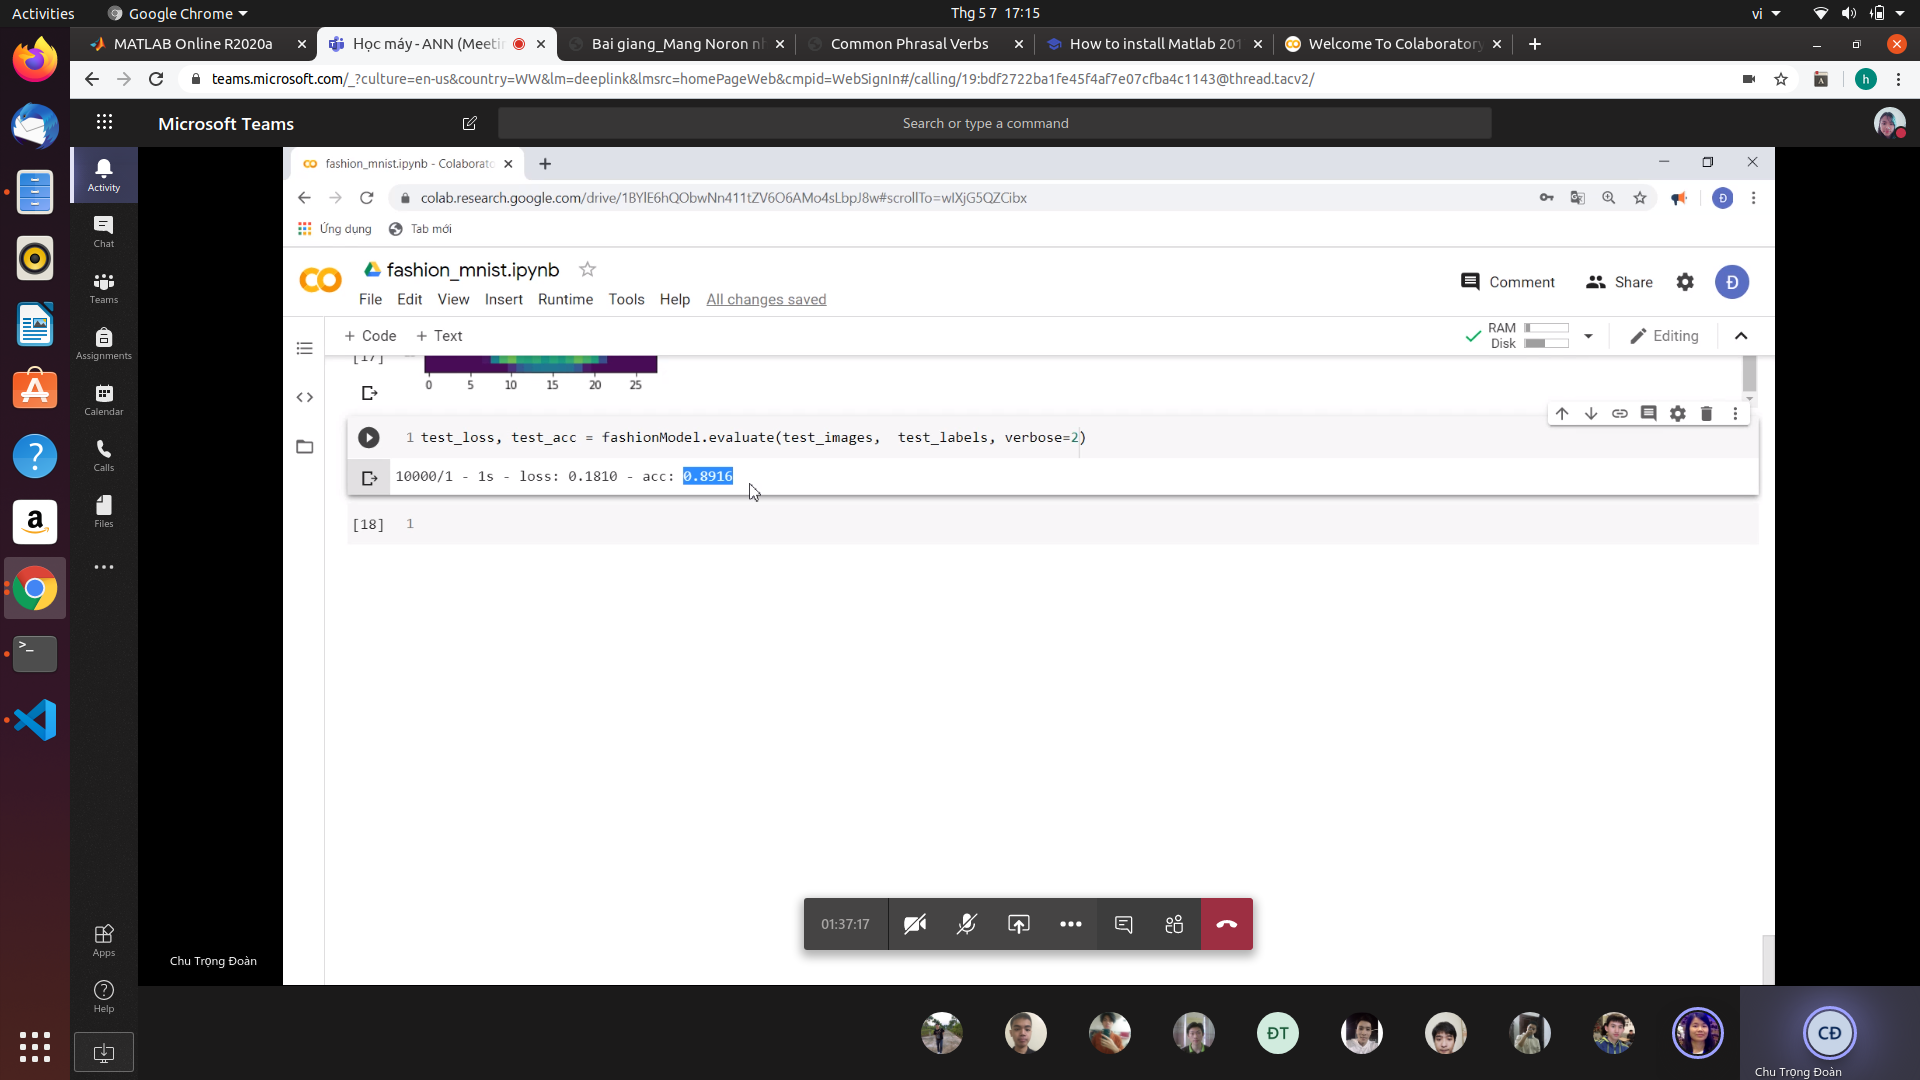 Activities
Google Chrome
Thg 5 7 17:15
vi
MATLAB Online R2020a
Học máy - ANN (Meeti
Bai giang_Mang Noron n
Common Phrasal Verbs
How to install Matlab 201
Welcome To Colaboratory
teams.microsoft.com/_?culture=en-us&country=WW&lm=deeplink&lmsrc=homePageWeb&cmpid=WebSignIn#/calling/19:bdf2722ba1fe45f4af7e07cfba4c1143@thread.tacv2/
h
Microsoft Teams
Search or type a command
Activity
Chat
Teams
Assignments
Calendar
Calls
Files
Apps
Help
fashion_mnist.ipynb - Colaborato
colab.research.google.com/drive/1BYlE6hQObwNn411tZV6O6AMo4sLbpJ8w#scrollTo=wIXjG5QZCibx
Đ
Ứng dụng
Tab mới
fashion_mnist.ipynb
File Edit View Insert Runtime Tools Help All changes saved
Comment
Share
Đ
+ Code + Text
RAM
Disk
Editing
[17]
0 5 10 15 20 25
1 test_loss, test_acc = fashionModel.evaluate(test_images,  test_labels, verbose=2)
10000/1 - 1s - loss: 0.1810 - acc: 0.8916
[18] 1
01:37:17
Chu Trọng Đoàn
ĐT
CĐ
Chu Trọng Đoàn